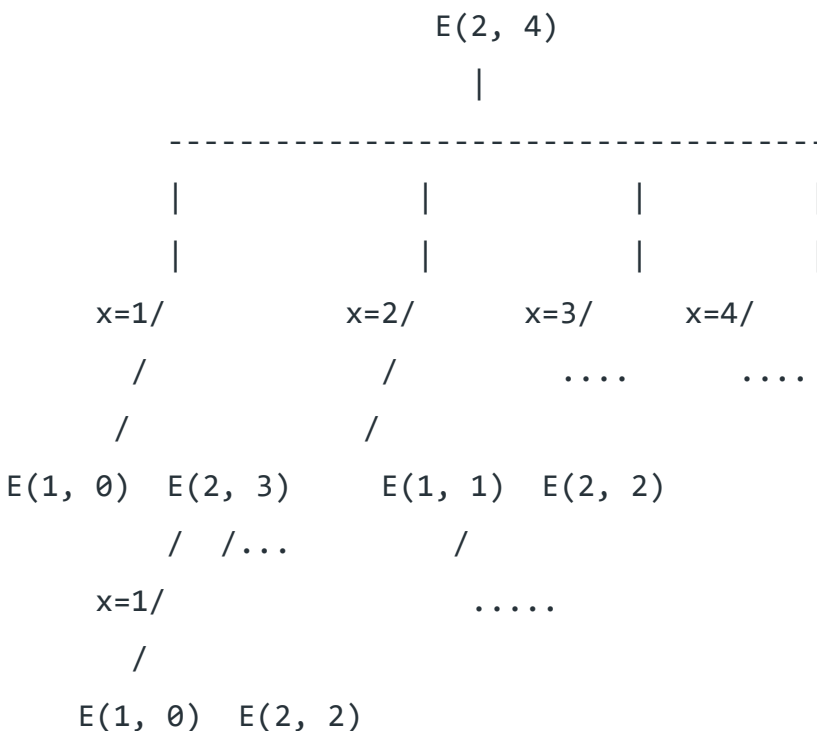 E(2, 4)
|
-------------------------------------
| | | |
| | | |
x=1/ x=2/ x=3/ x=4/
/ / .... ....
/ /
E(1, 0) E(2, 3) E(1, 1) E(2, 2)
/ /... /
x=1/ .....
/
E(1, 0) E(2, 2)